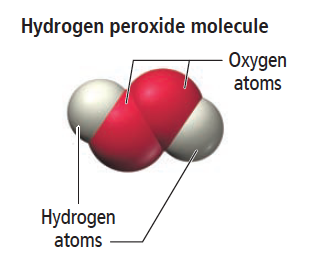 Hydrogen peroxide molecule
Oxygen
atoms
Hydrogen
atoms